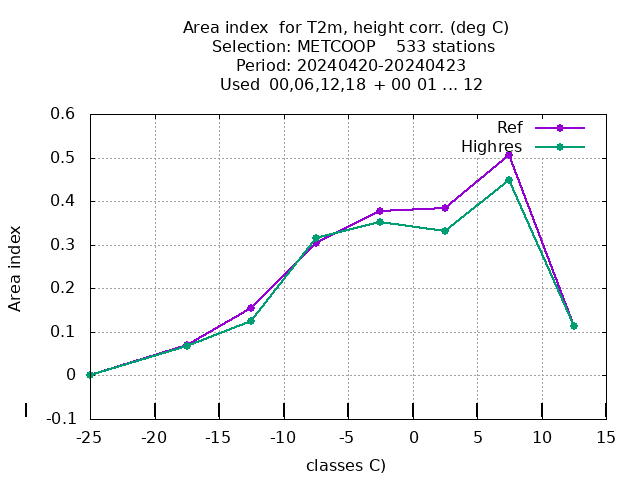 Area index  for T2m, height corr. (deg C)
Selection: METCOOP    533 stations
Period: 20240420-20240423
Used  00,06,12,18  + 00 01 ... 12
0.6
0.5
0.4
0.3
0.2
0.1
0
-0.1
Area index
Ref
Highres
-25 -20 -15 -10 -5 0 5 10 15
classes C)